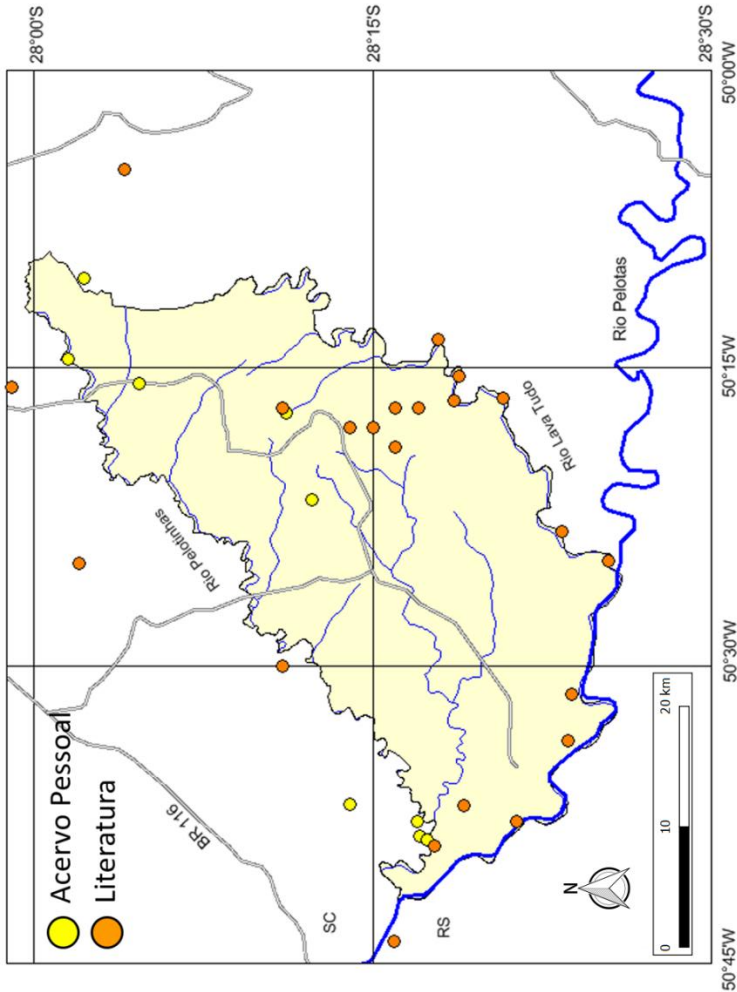 Acervo Pessoal
Literatura
BR 116
SC
RS
Rio Pelotinhas
Rio Lava Tudo
Rio Pelotas
N
0 10 20 km
28°00'S
28°15'S
28°30'S
50°45'W 50°30'W 50°15'W 50°00'W